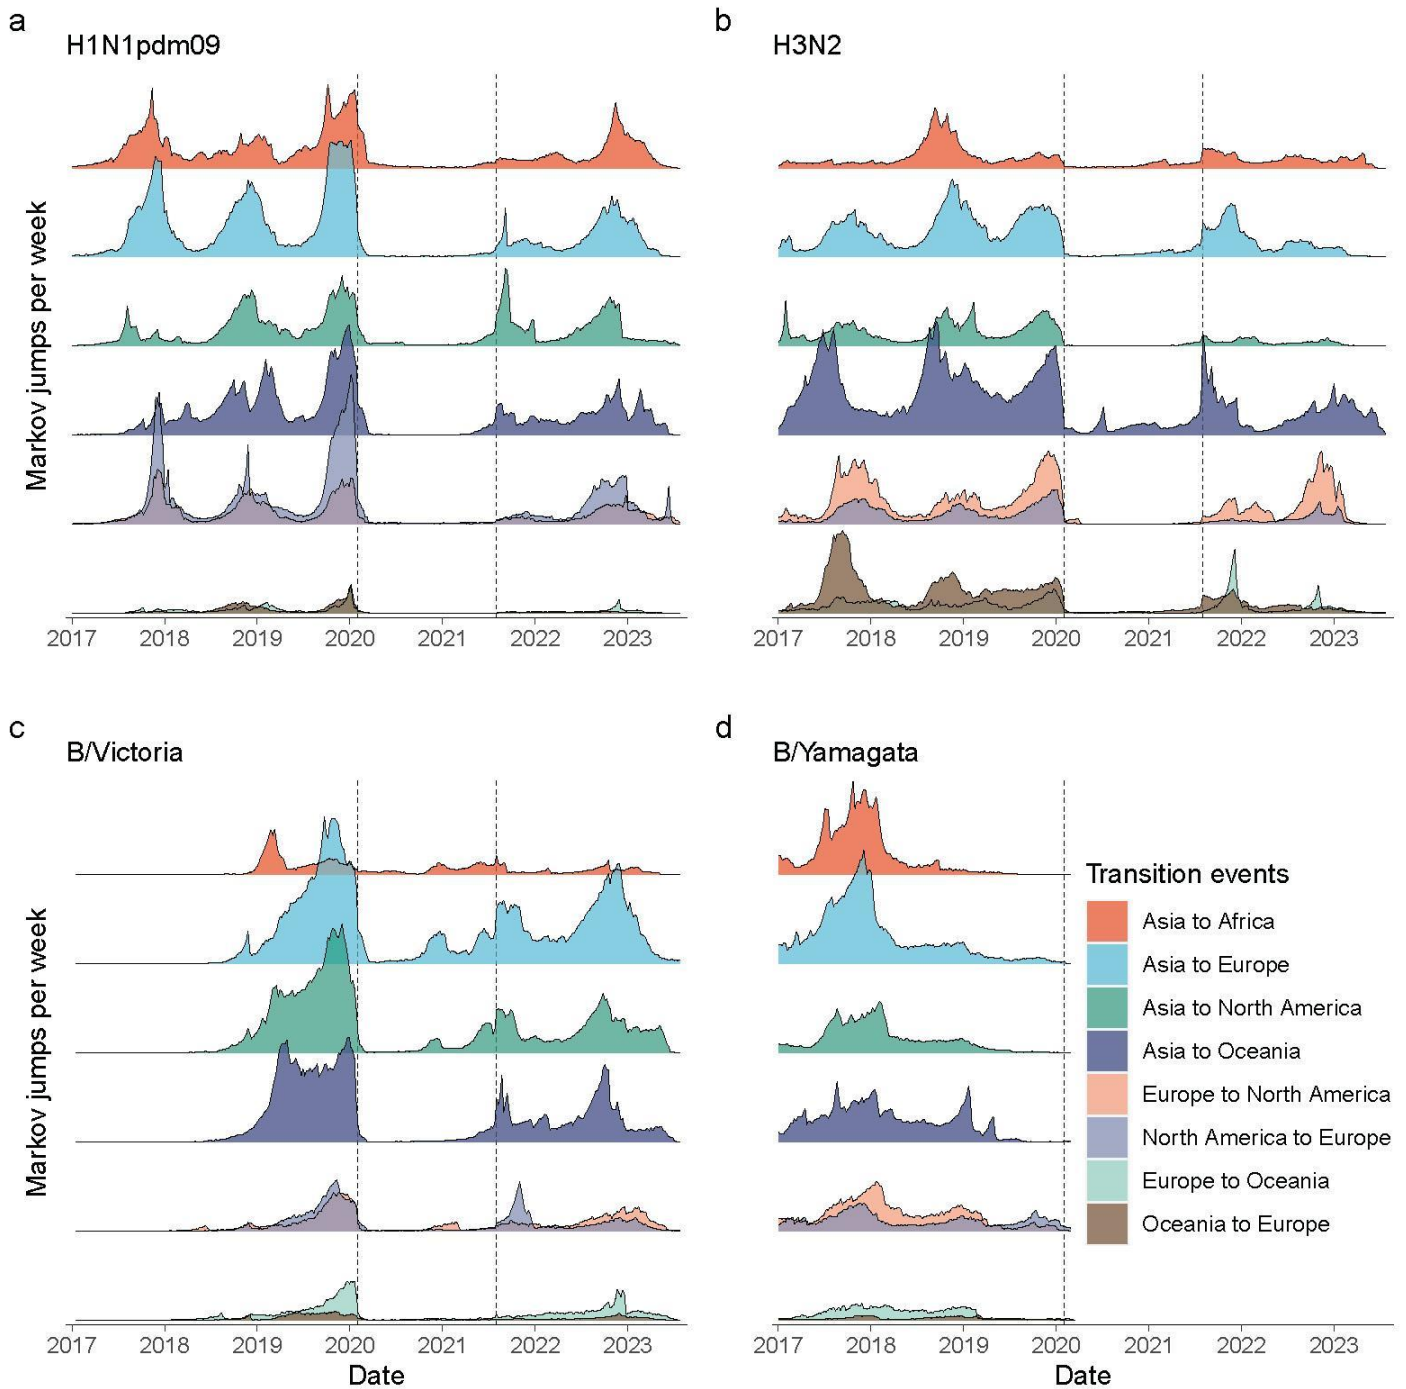 a
H1N1pdm09
b
H3N2
Markov jumps per week
2017 2018 2019 2020 2021 2022 2023
2017 2018 2019 2020 2021 2022 2023
c
B/Victoria
d
B/Yamagata
Markov jumps per week
Transition events
Asia to Africa
Asia to Europe
Asia to North America
Asia to Oceania
Europe to North America
North America to Europe
Europe to Oceania
Oceania to Europe
2017 2018 2019 2020 2021 2022 2023
Date
2017 2018 2019 2020 2021 2022 2023
Date